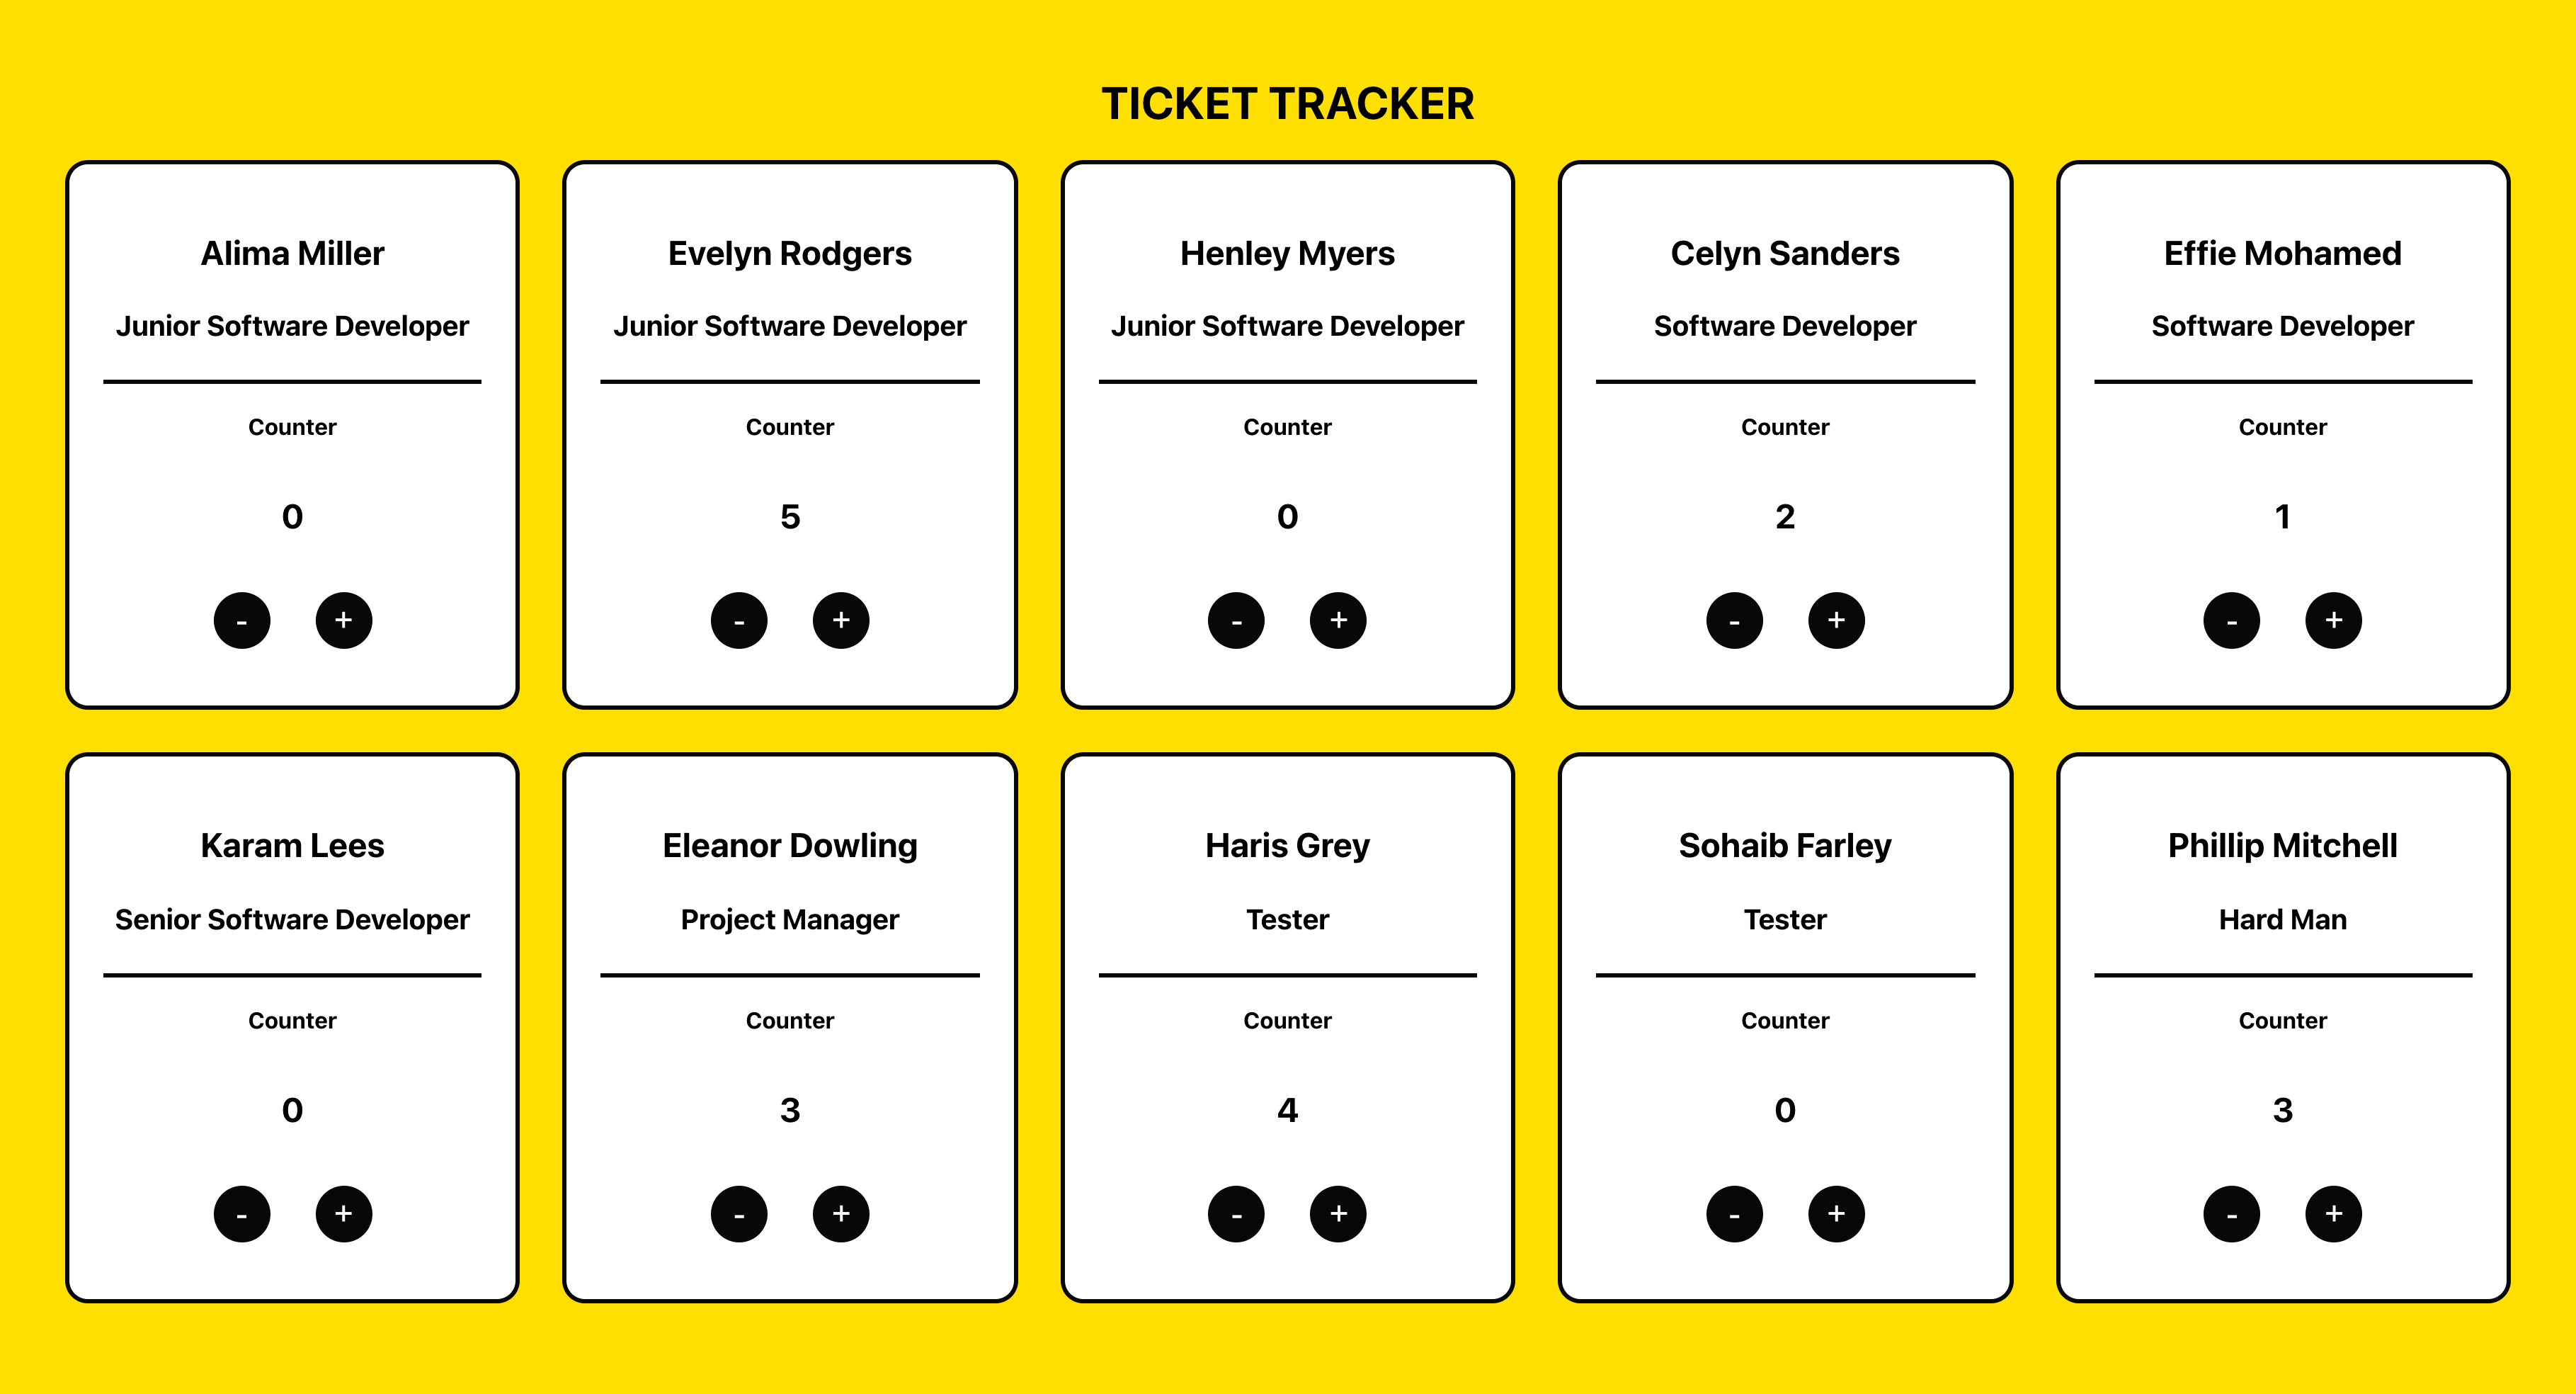 TICKET TRACKER
Alima Miller
Junior Software Developer
Counter
0
- +
Evelyn Rodgers
Junior Software Developer
Counter
5
- +
Henley Myers
Junior Software Developer
Counter
0
- +
Celyn Sanders
Software Developer
Counter
2
- +
Effie Mohamed
Software Developer
Counter
1
- +
Karam Lees
Senior Software Developer
Counter
0
- +
Eleanor Dowling
Project Manager
Counter
3
- +
Haris Grey
Tester
Counter
4
- +
Sohaib Farley
Tester
Counter
0
- +
Phillip Mitchell
Hard Man
Counter
3
- +